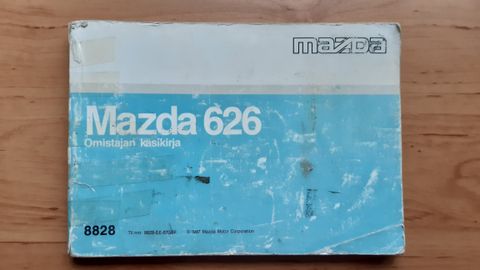 mazda
Mazda 626
Omistajan käsikirja
8828
©1987 Mazda Motor Corporation